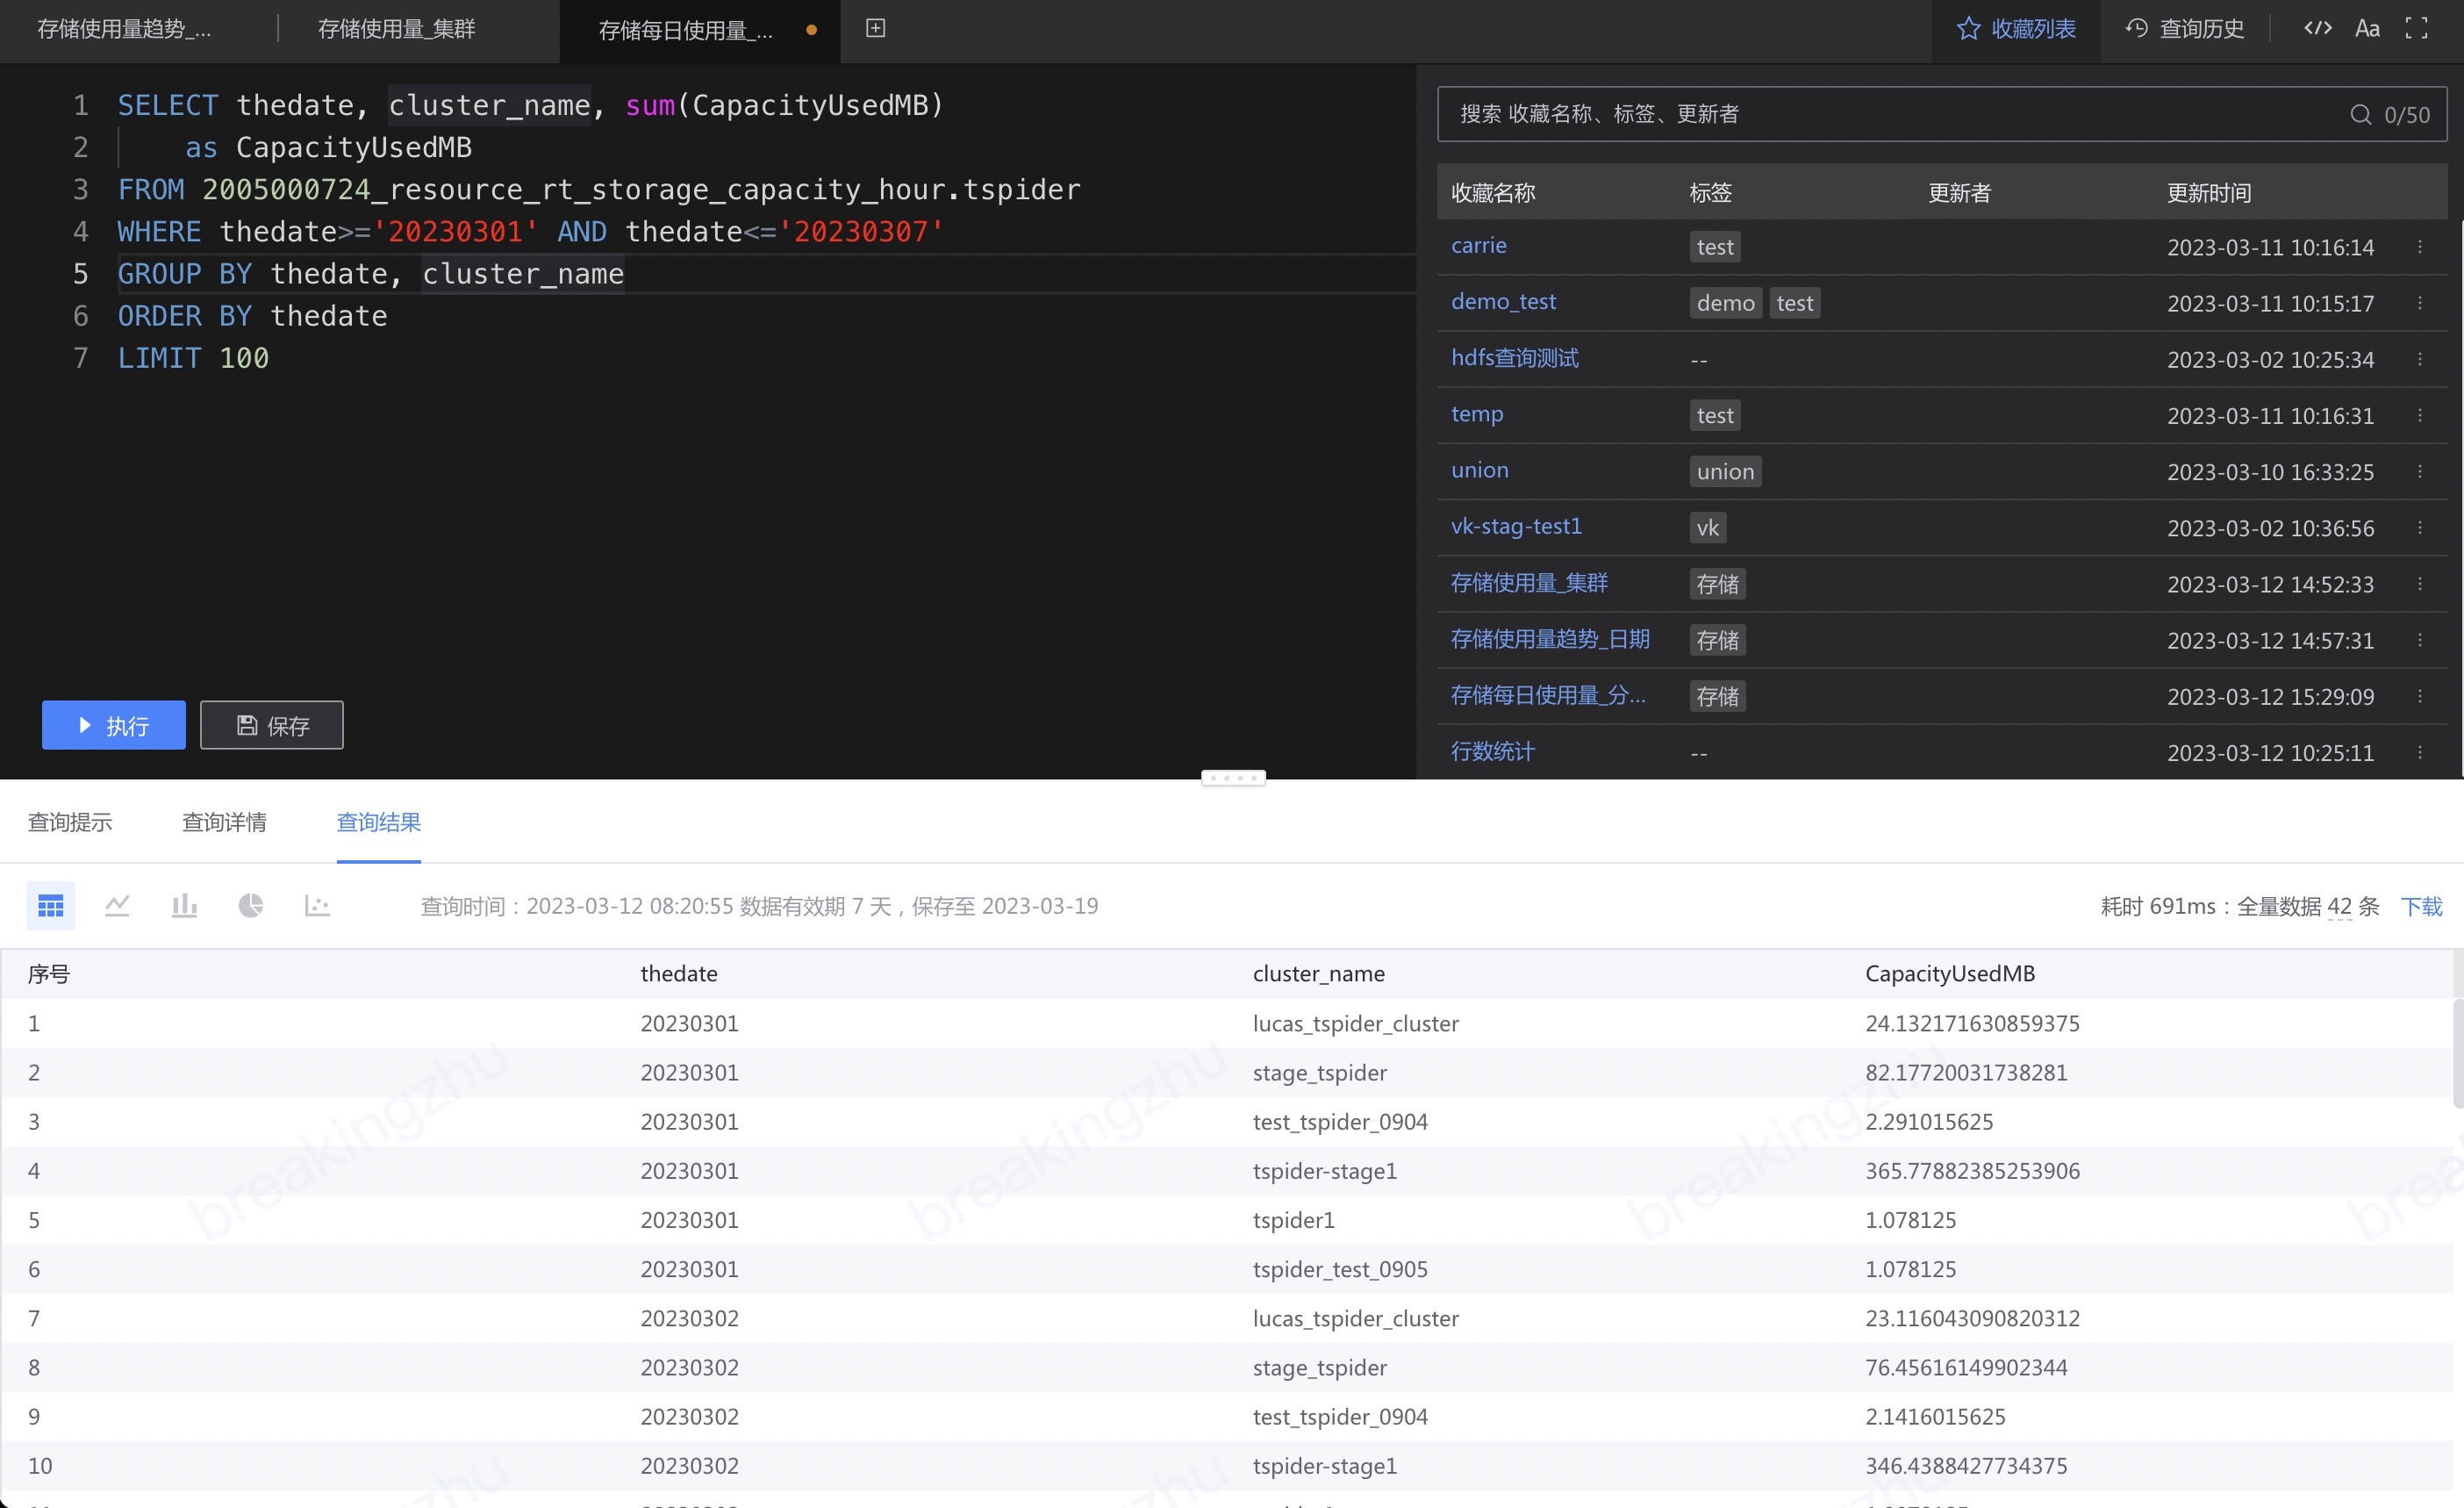 存储使用量趋势_...
存储使用量_集群
存储每日使用量_...
收藏列表
查询历史
Aa
1 SELECT thedate, cluster_name, sum(CapacityUsedMB)
2 as CapacityUsedMB
3 FROM 2005000724_resource_rt_storage_capacity_hour.tspider
4 WHERE thedate>='20230301' AND thedate<='20230307'
5 GROUP BY thedate, cluster_name
6 ORDER BY thedate
7 LIMIT 100
执行
保存
搜索 收藏名称、标签、更新者 0/50
收藏名称 标签 更新者 更新时间
carrie test 2023-03-11 10:16:14
demo_test demo test 2023-03-11 10:15:17
hdfs查询测试 -- 2023-03-02 10:25:34
temp test 2023-03-11 10:16:31
union union 2023-03-10 16:33:25
vk-stag-test1 vk 2023-03-02 10:36:56
存储使用量_集群 存储 2023-03-12 14:52:33
存储使用量趋势_日期 存储 2023-03-12 14:57:31
存储每日使用量_分... 存储 2023-03-12 15:29:09
行数统计 -- 2023-03-12 10:25:11
查询提示 查询详情 查询结果
查询时间：2023-03-12 08:20:55 数据有效期 7 天，保存至 2023-03-19
耗时 691ms：全量数据 42 条 下载
序号 thedate cluster_name CapacityUsedMB
1 20230301 lucas_tspider_cluster 24.132171630859375
2 20230301 stage_tspider 82.17720031738281
3 20230301 test_tspider_0904 2.291015625
4 20230301 tspider-stage1 365.77882385253906
5 20230301 tspider1 1.078125
6 20230301 tspider_test_0905 1.078125
7 20230302 lucas_tspider_cluster 23.116043090820312
8 20230302 stage_tspider 76.45616149902344
9 20230302 test_tspider_0904 2.1416015625
10 20230302 tspider-stage1 346.4388427734375
breakingzhu
breakingzhu
breakingzhu